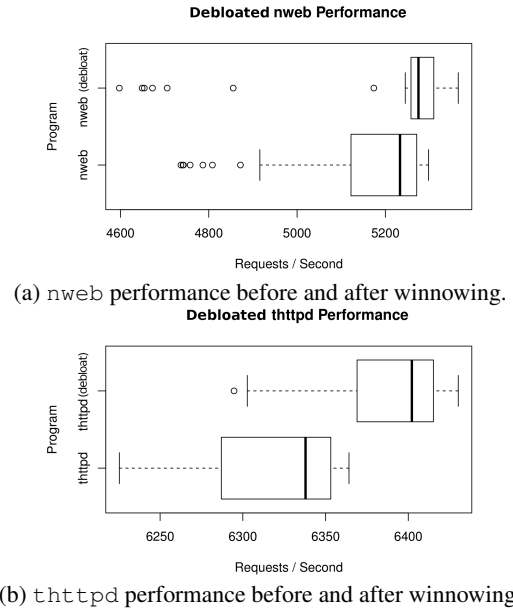 Debloated nweb Performance
Program
nweb (debloat)
nweb
4600 4800 5000 5200
Requests / Second
(a) nweb performance before and after winnowing.
Debloated thttpd Performance
Program
thttpd (debloat)
thttpd
6250 6300 6350 6400
Requests / Second
(b) thttpd performance before and after winnowing